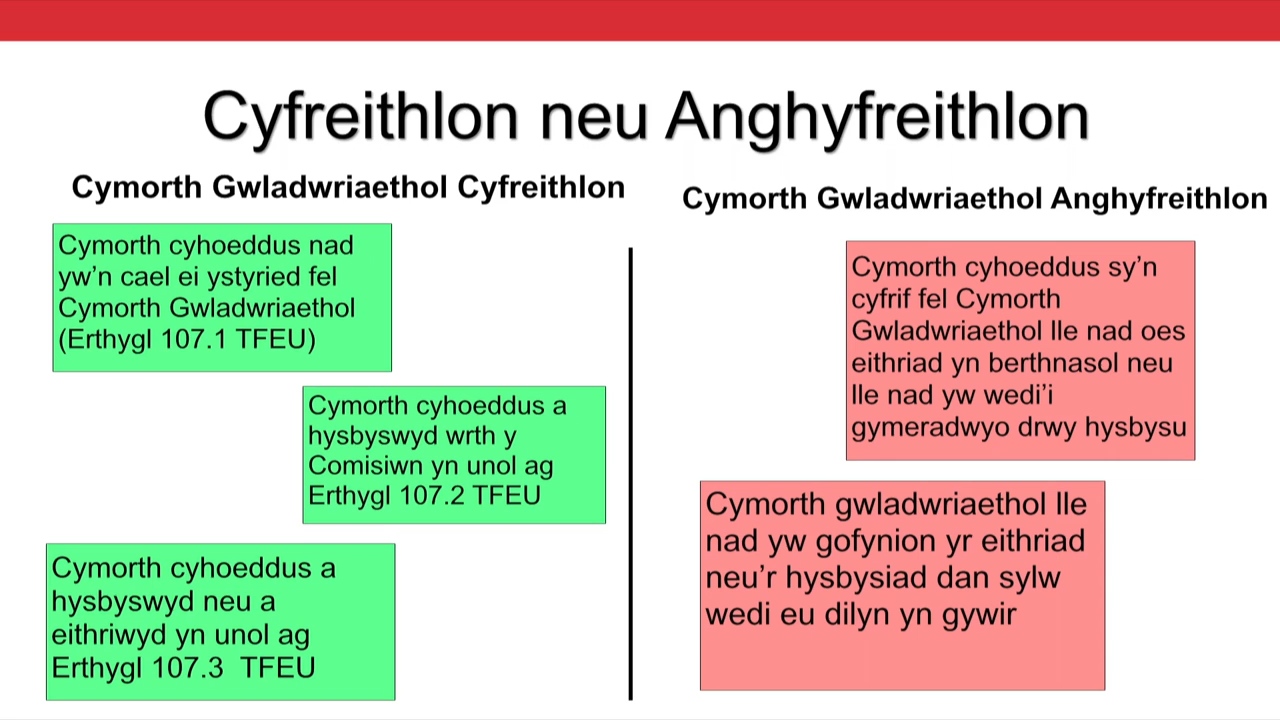 Cyfreithlon neu Anghyfreithlon
Cymorth Gwladwriaethol Cyfreithlon
Cymorth cyhoeddus nad
yw’n cael ei ystyried fel
Cymorth Gwladwriaethol
(Erthygl 107.1 TFEU)
Cymorth cyhoeddus a
hysbyswyd wrth y
Comisiwn yn unol ag
Erthygl 107.2 TFEU
Cymorth cyhoeddus a
hysbyswyd neu a
eithriwyd yn unol ag
Erthygl 107.3  TFEU
Cymorth Gwladwriaethol Anghyfreithlon
Cymorth cyhoeddus sy’n
cyfrif fel Cymorth
Gwladwriaethol lle nad oes
eithriad yn berthnasol neu
lle nad yw wedi’i
gymeradwyo drwy hysbysu
Cymorth gwladwriaethol lle
nad yw gofynion yr eithriad
neu’r hysbysiad dan sylw
wedi eu dilyn yn gywir